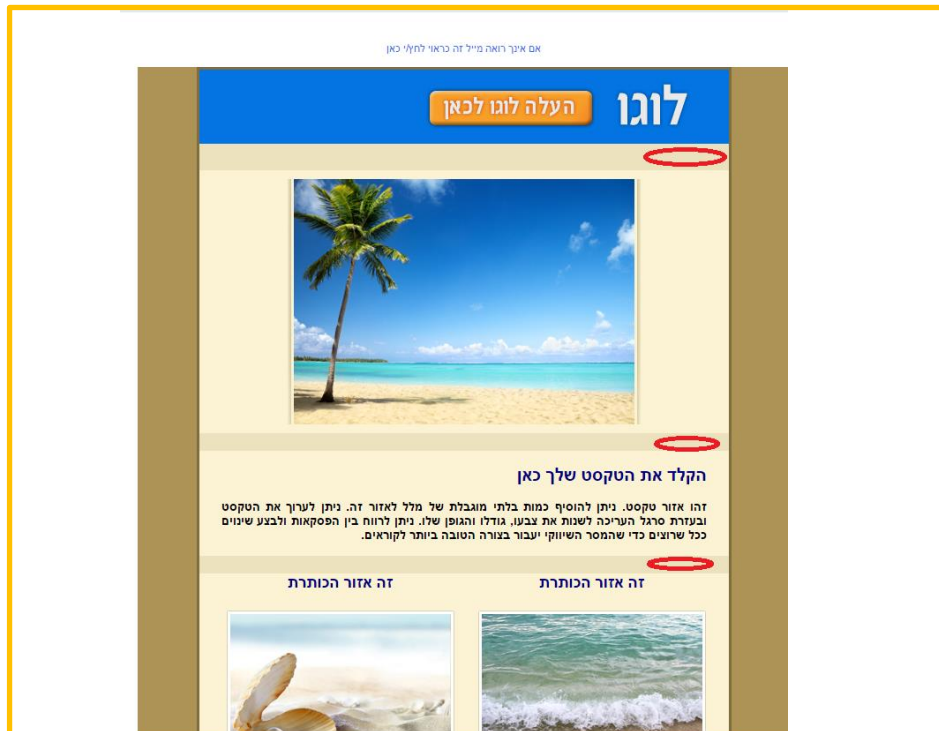 אם אינך רואה מייל זה כראוי לחץ/י כאן
לוגו
העלה לוגו לכאן
הקלד את הטקסט שלך כאן
זהו אזור טקסט. ניתן להוסיף כמות בלתי מוגבלת של מלל לאזור זה. ניתן לערוך את הטקסט
ובעזרת סרגל העריכה לשנות את צבעו, גודלו והגופן שלו. ניתן לרווח בין הפסקאות ולבצע שינוים
ככל שרוצים כדי שהמסר השיווקי יעבור בצורה הטובה ביותר לקוראים.
זה אזור הכותרת
זה אזור הכותרת